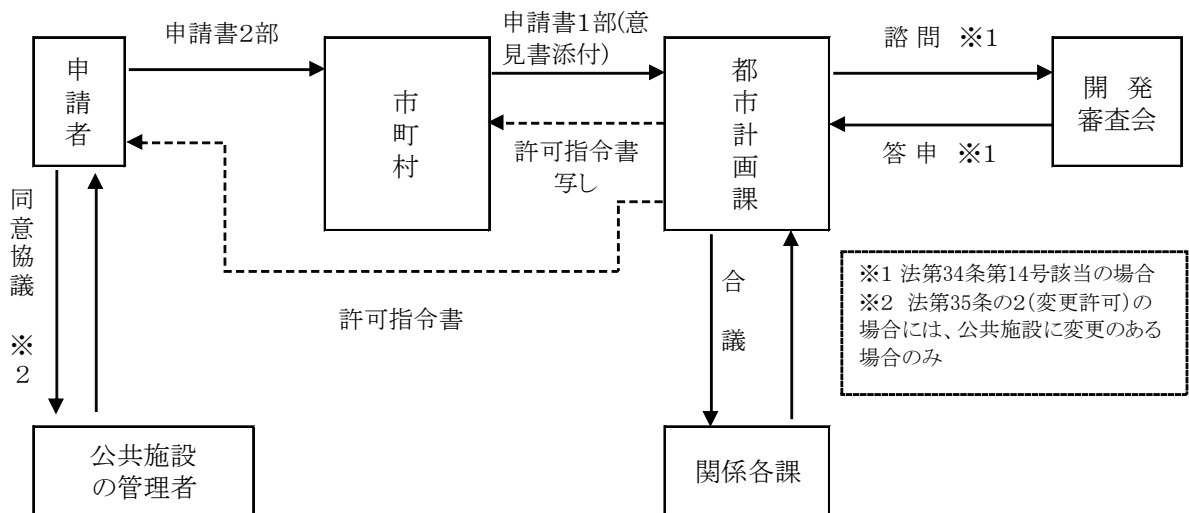 申請書2部
申請書1部(意
見書添付)
諮 問 ※1
申請者
市町村
都市計画課
開 発
審査会
許可指令書
写し
答 申 ※1
同意協議 ※2
許可指令書
合 議
※1 法第34条第14号該当の場合
※2 法第35条の2(変更許可)の
場合には、公共施設に変更のある
場合のみ
公共施設
の管理者
関係各課